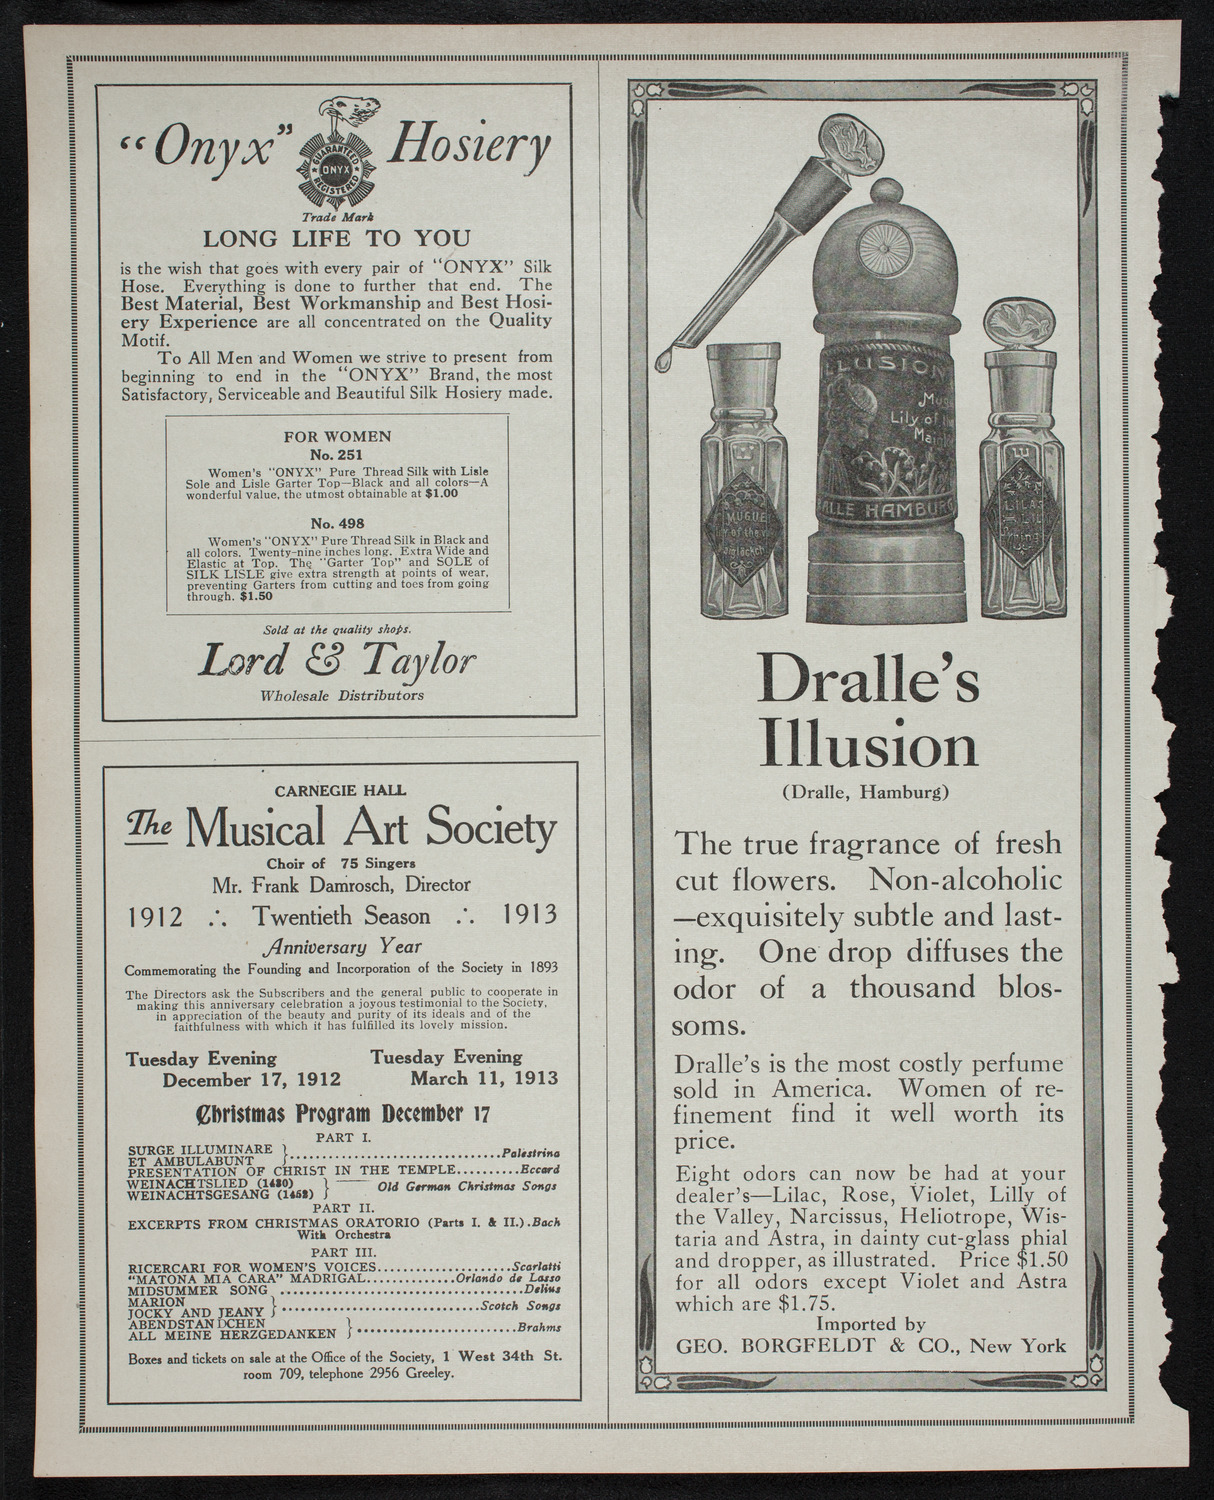 "Onyx" Hosiery
GUARANTEED
ONYX
REGISTERED
Trade Mark
LONG LIFE TO YOU
is the wish that goes with every pair of "ONYX" Silk
Hose. Everything is done to further that end. The
Best Material, Best Workmanship and Best Hosi-
ery Experience are all concentrated on the Quality
Motif.
To All Men and Women we strive to present from
beginning to end in the "ONYX" Brand, the most
Satisfactory, Serviceable and Beautiful Silk Hosiery made.
FOR WOMEN
No. 251
Women's "ONYX" Pure Thread Silk with Lisle
Sole and Lisle Garter Top—Black and all colors—A
wonderful value, the utmost obtainable at $1.00
No. 498
Women's "ONYX" Pure Thread Silk in Black and
all colors. Twenty-nine inches long. Extra Wide and
Elastic at Top. The "Garter Top" and SOLE of
SILK LISLE give extra strength at points of wear,
preventing Garters from cutting and toes from going
through. $1.50
Sold at the quality shops.
Lord & Taylor
Wholesale Distributors
CARNEGIE HALL
The Musical Art Society
Choir of 75 Singers
Mr. Frank Damrosch, Director
1912 ∴ Twentieth Season ∴ 1913
Anniversary Year
Commemorating the Founding and Incorporation of the Society in 1893
The Directors ask the Subscribers and the general public to cooperate in
making this anniversary celebration a joyous testimonial to the Society,
in appreciation of the beauty and purity of its ideals and of the
faithfulness with which it has fulfilled its lovely mission.
Tuesday Evening Tuesday Evening
December 17, 1912 March 11, 1913
Christmas Program December 17
PART I.
SURGE ILLUMINARE
ET AMBULABUNT } Palestrina
PRESENTATION OF CHRIST IN THE TEMPLE..........Eccard
WEINACHTSLIED (1480)
WEINACHTSGESANG (1452) } Old German Christmas Songs
PART II.
EXCERPTS FROM CHRISTMAS ORATORIO (Parts I. & II.).Bach
With Orchestra
PART III.
RICERCARI FOR WOMEN'S VOICES.....................Scarlatti
"MATONA MIA CARA" MADRIGAL..............Orlando de Lasso
MIDSUMMER SONG.......................................Delius
MARION
JOCKY AND JEANY } Scotch Songs
ABENDSTANDCHEN
ALL MEINE HERZGEDANKEN } Brahms
Boxes and tickets on sale at the Office of the Society, 1 West 34th St.
room 709, telephone 2956 Greeley.
ILLUSION
Lily of
HAMBURG
MUGUE
LILAS
Dralle's
Illusion
(Dralle, Hamburg)
The true fragrance of fresh
cut flowers. Non-alcoholic
—exquisitely subtle and last-
ing. One drop diffuses the
odor of a thousand blos-
soms.
Dralle's is the most costly perfume
sold in America. Women of re-
finement find it well worth its
price.
Eight odors can now be had at your
dealer's—Lilac, Rose, Violet, Lilly of
the Valley, Narcissus, Heliotrope, Wis-
taria and Astra, in dainty cut-glass phial
and dropper, as illustrated. Price $1.50
for all odors except Violet and Astra
which are $1.75.
Imported by
GEO. BORGFELDT & CO., New York